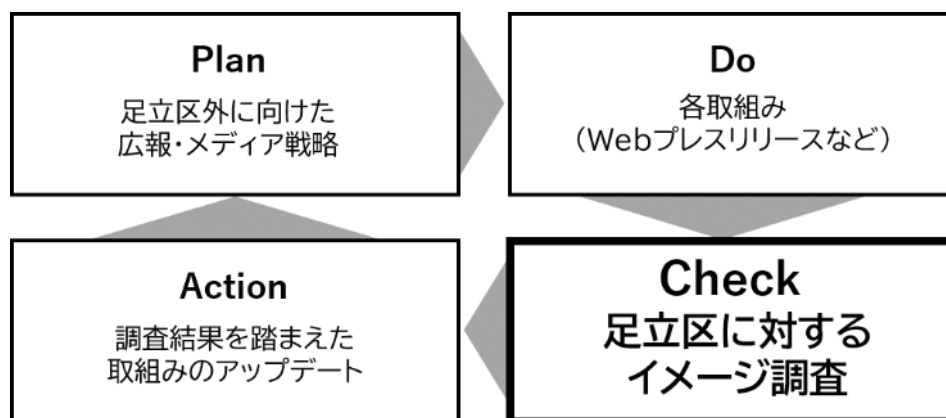 Plan
足立区外に向けた
広報・メディア戦略
Do
各取組み
（Webプレスリリースなど）
Check
足立区に対する
イメージ調査
Action
調査結果を踏まえた
取組みのアップデート